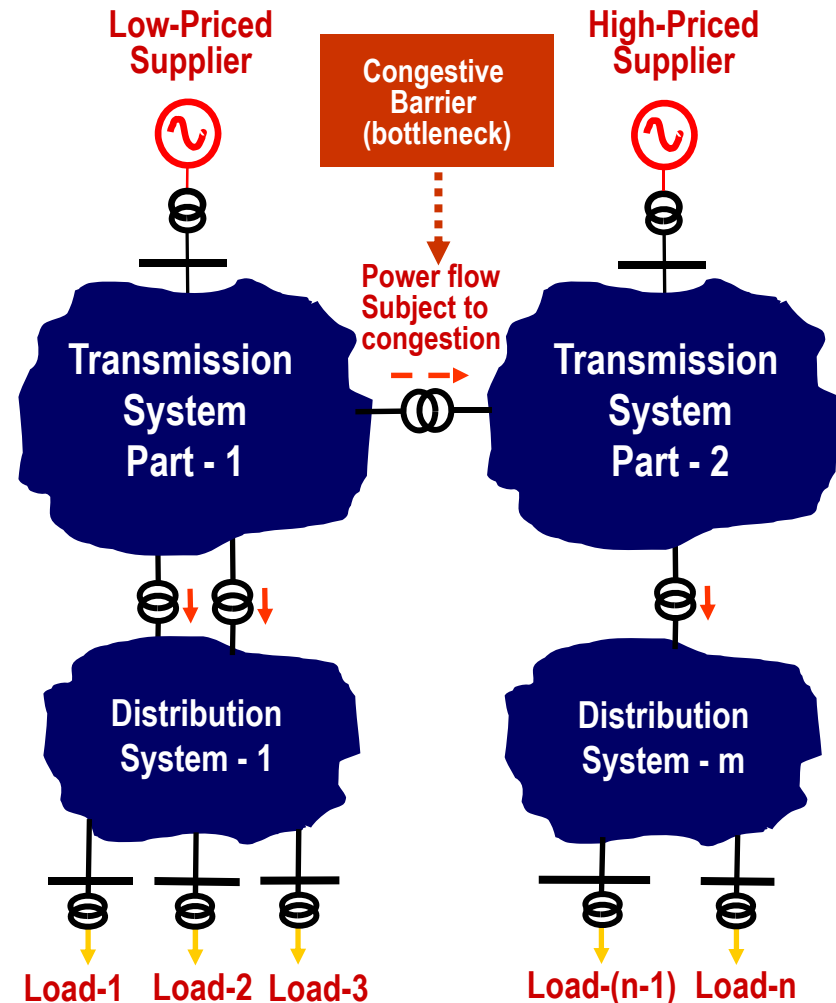 Low-Priced
Supplier
High-Priced
Supplier
Congestive
Barrier
(bottleneck)
Power flow
Subject to
congestion
Transmission
System
Part - 1
Transmission
System
Part - 2
Distribution
System - 1
Distribution
System - m
Load-1
Load-2
Load-3
Load-(n-1)
Load-n